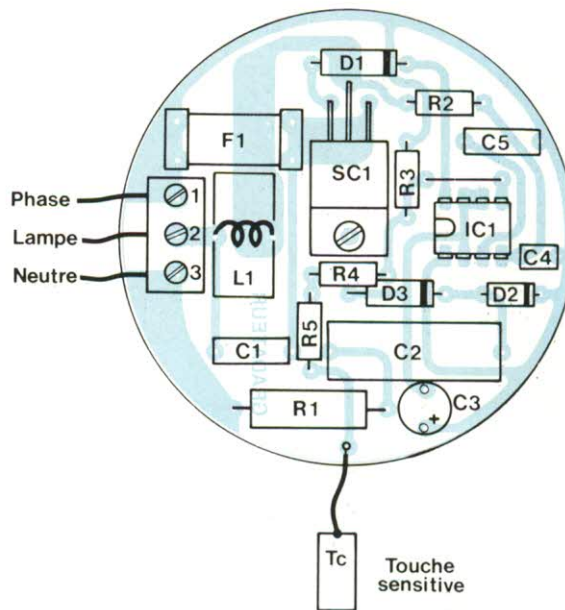 D1
R2
F1
C5
SC1
R3
Phase
1
Lampe
2
IC1
Neutre
3
L1
C4
R4
D3
D2
GRADATEUR
R5
C1
C2
R1
C3
+
Tc
Touche
sensitive